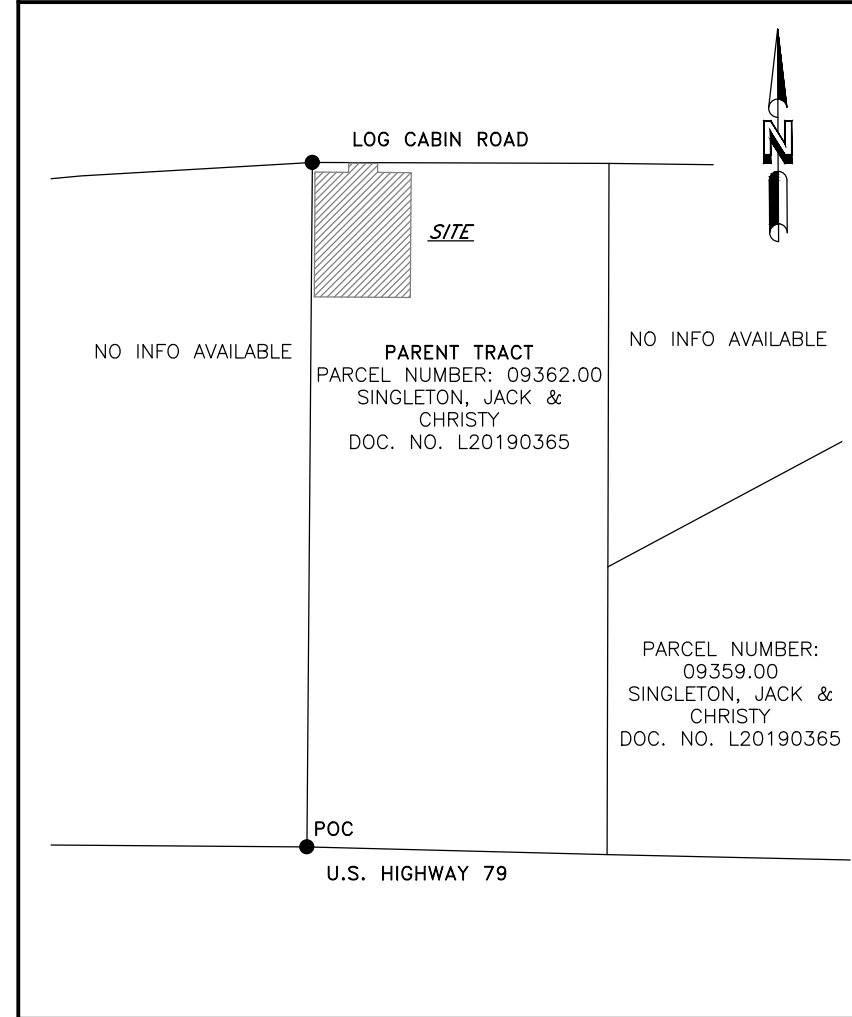 LOG CABIN ROAD
N
SITE
NO INFO AVAILABLE
PARENT TRACT
PARCEL NUMBER: 09362.00
SINGLETON, JACK &
CHRISTY
DOC. NO. L20190365
NO INFO AVAILABLE
PARCEL NUMBER:
09359.00
SINGLETON, JACK &
CHRISTY
DOC. NO. L20190365
POC
U.S. HIGHWAY 79